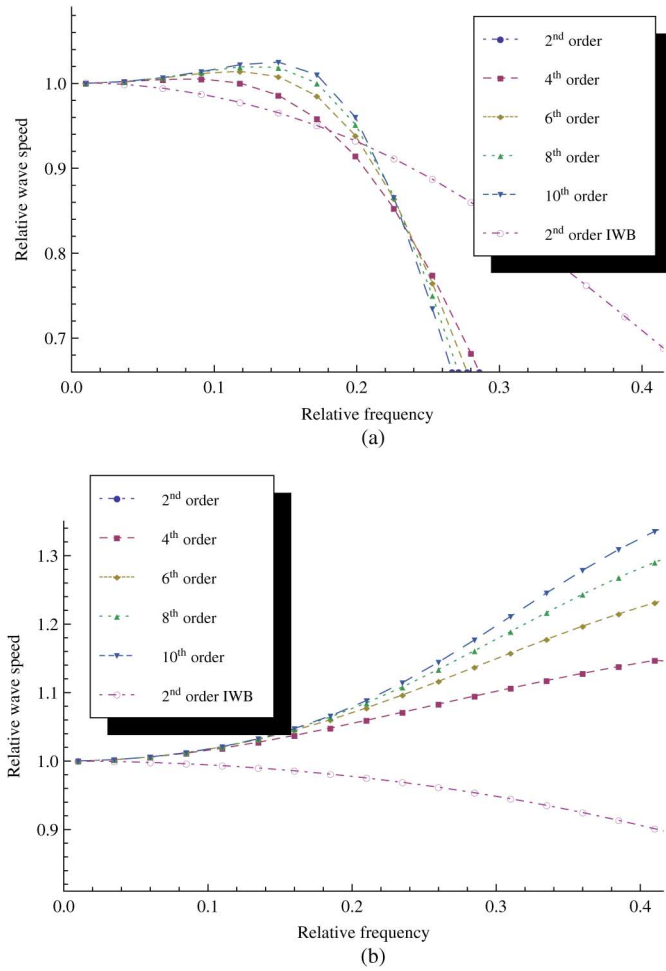 1.0
0.9
0.8
0.7
Relative wave speed
0.0
0.1
0.2
0.3
0.4
Relative frequency
2nd order
4th order
6th order
8th order
10th order
2nd order IWB
(a)
2nd order
4th order
6th order
8th order
10th order
2nd order IWB
1.3
1.2
1.1
1.0
0.9
Relative wave speed
0.0
0.1
0.2
0.3
0.4
Relative frequency
(b)